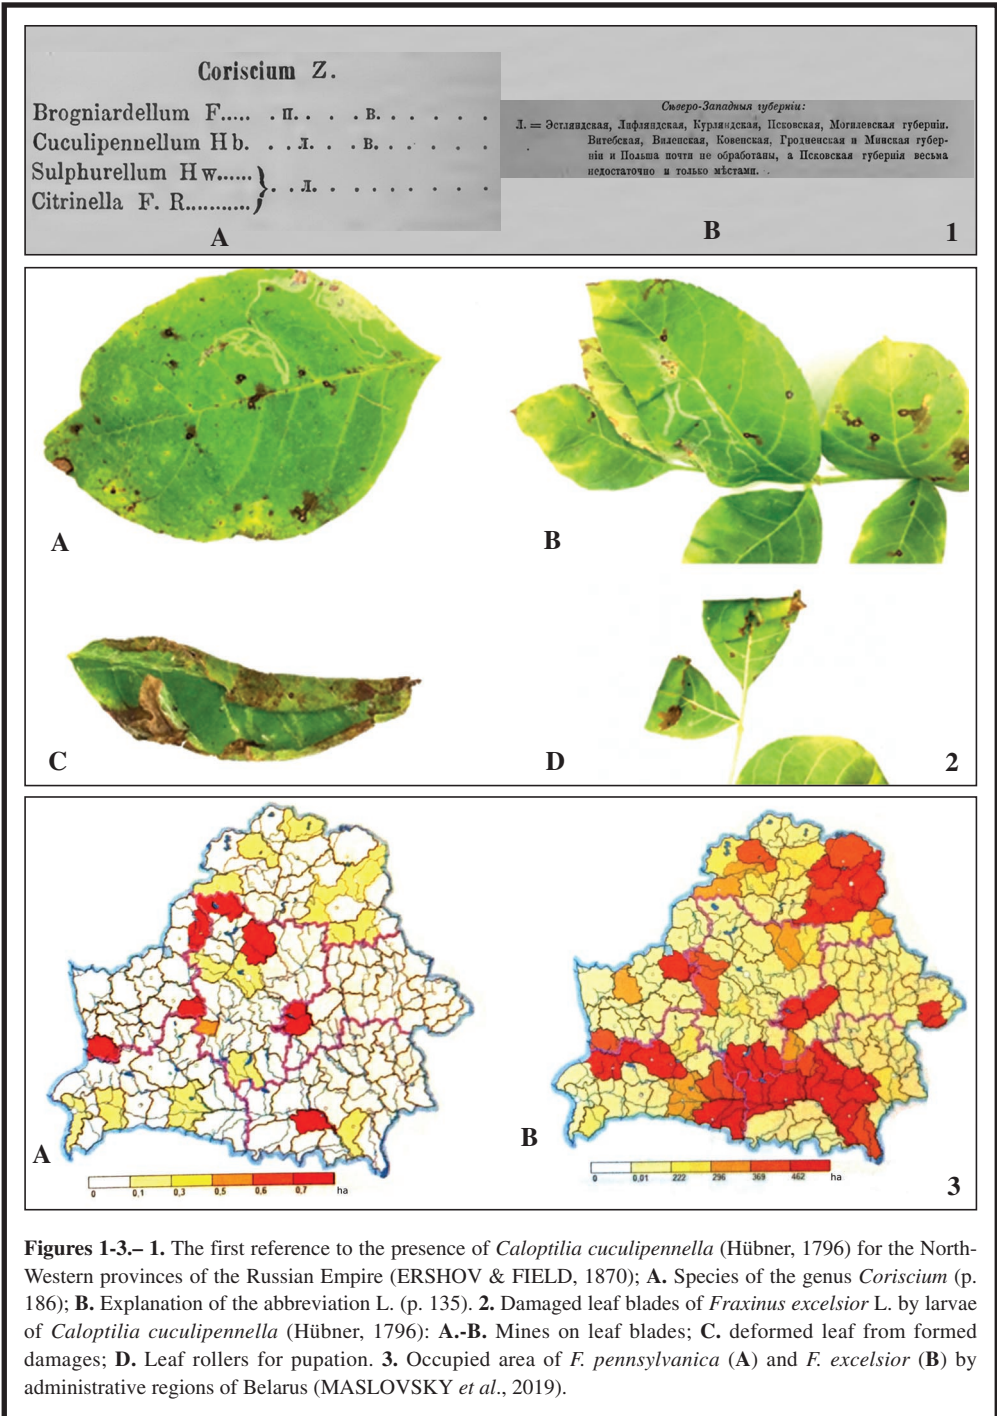 Coriscium Z.
Brogniardellum F..... . п. . . . в. . . . . . .
Cuculipennellum Hb. . . л. . . в. . . . . . .
Sulphurellum Hw......
Citrinella F. R...........} . . л. . . . . . . . . .
A
Сѣверо-Западныя губерніи:
Л. = Эстляндская, Лифляндская, Курляндская, Псковская, Могилевская губерніи.
Витебская, Виленская, Ковенская, Гродненская и Минская губер-
ніи и Польша почти не обработаны, а Псковская губернія весьма
недостаточно и только мѣстами.
B
1
A
B
C
D
2
A
0 0,1 0,3 0,5 0,6 0,7 ha
B
0 0,01 222 296 369 462 ha
3
Figures 1-3.– 1. The first reference to the presence of Caloptilia cuculipennella (Hübner, 1796) for the North-
Western provinces of the Russian Empire (ERSHOV & FIELD, 1870); A. Species of the genus Coriscium (p.
186); B. Explanation of the abbreviation L. (p. 135). 2. Damaged leaf blades of Fraxinus excelsior L. by larvae
of Caloptilia cuculipennella (Hübner, 1796): A.-B. Mines on leaf blades; C. deformed leaf from formed
damages; D. Leaf rollers for pupation. 3. Occupied area of F. pennsylvanica (A) and F. excelsior (B) by
administrative regions of Belarus (MASLOVSKY et al., 2019).